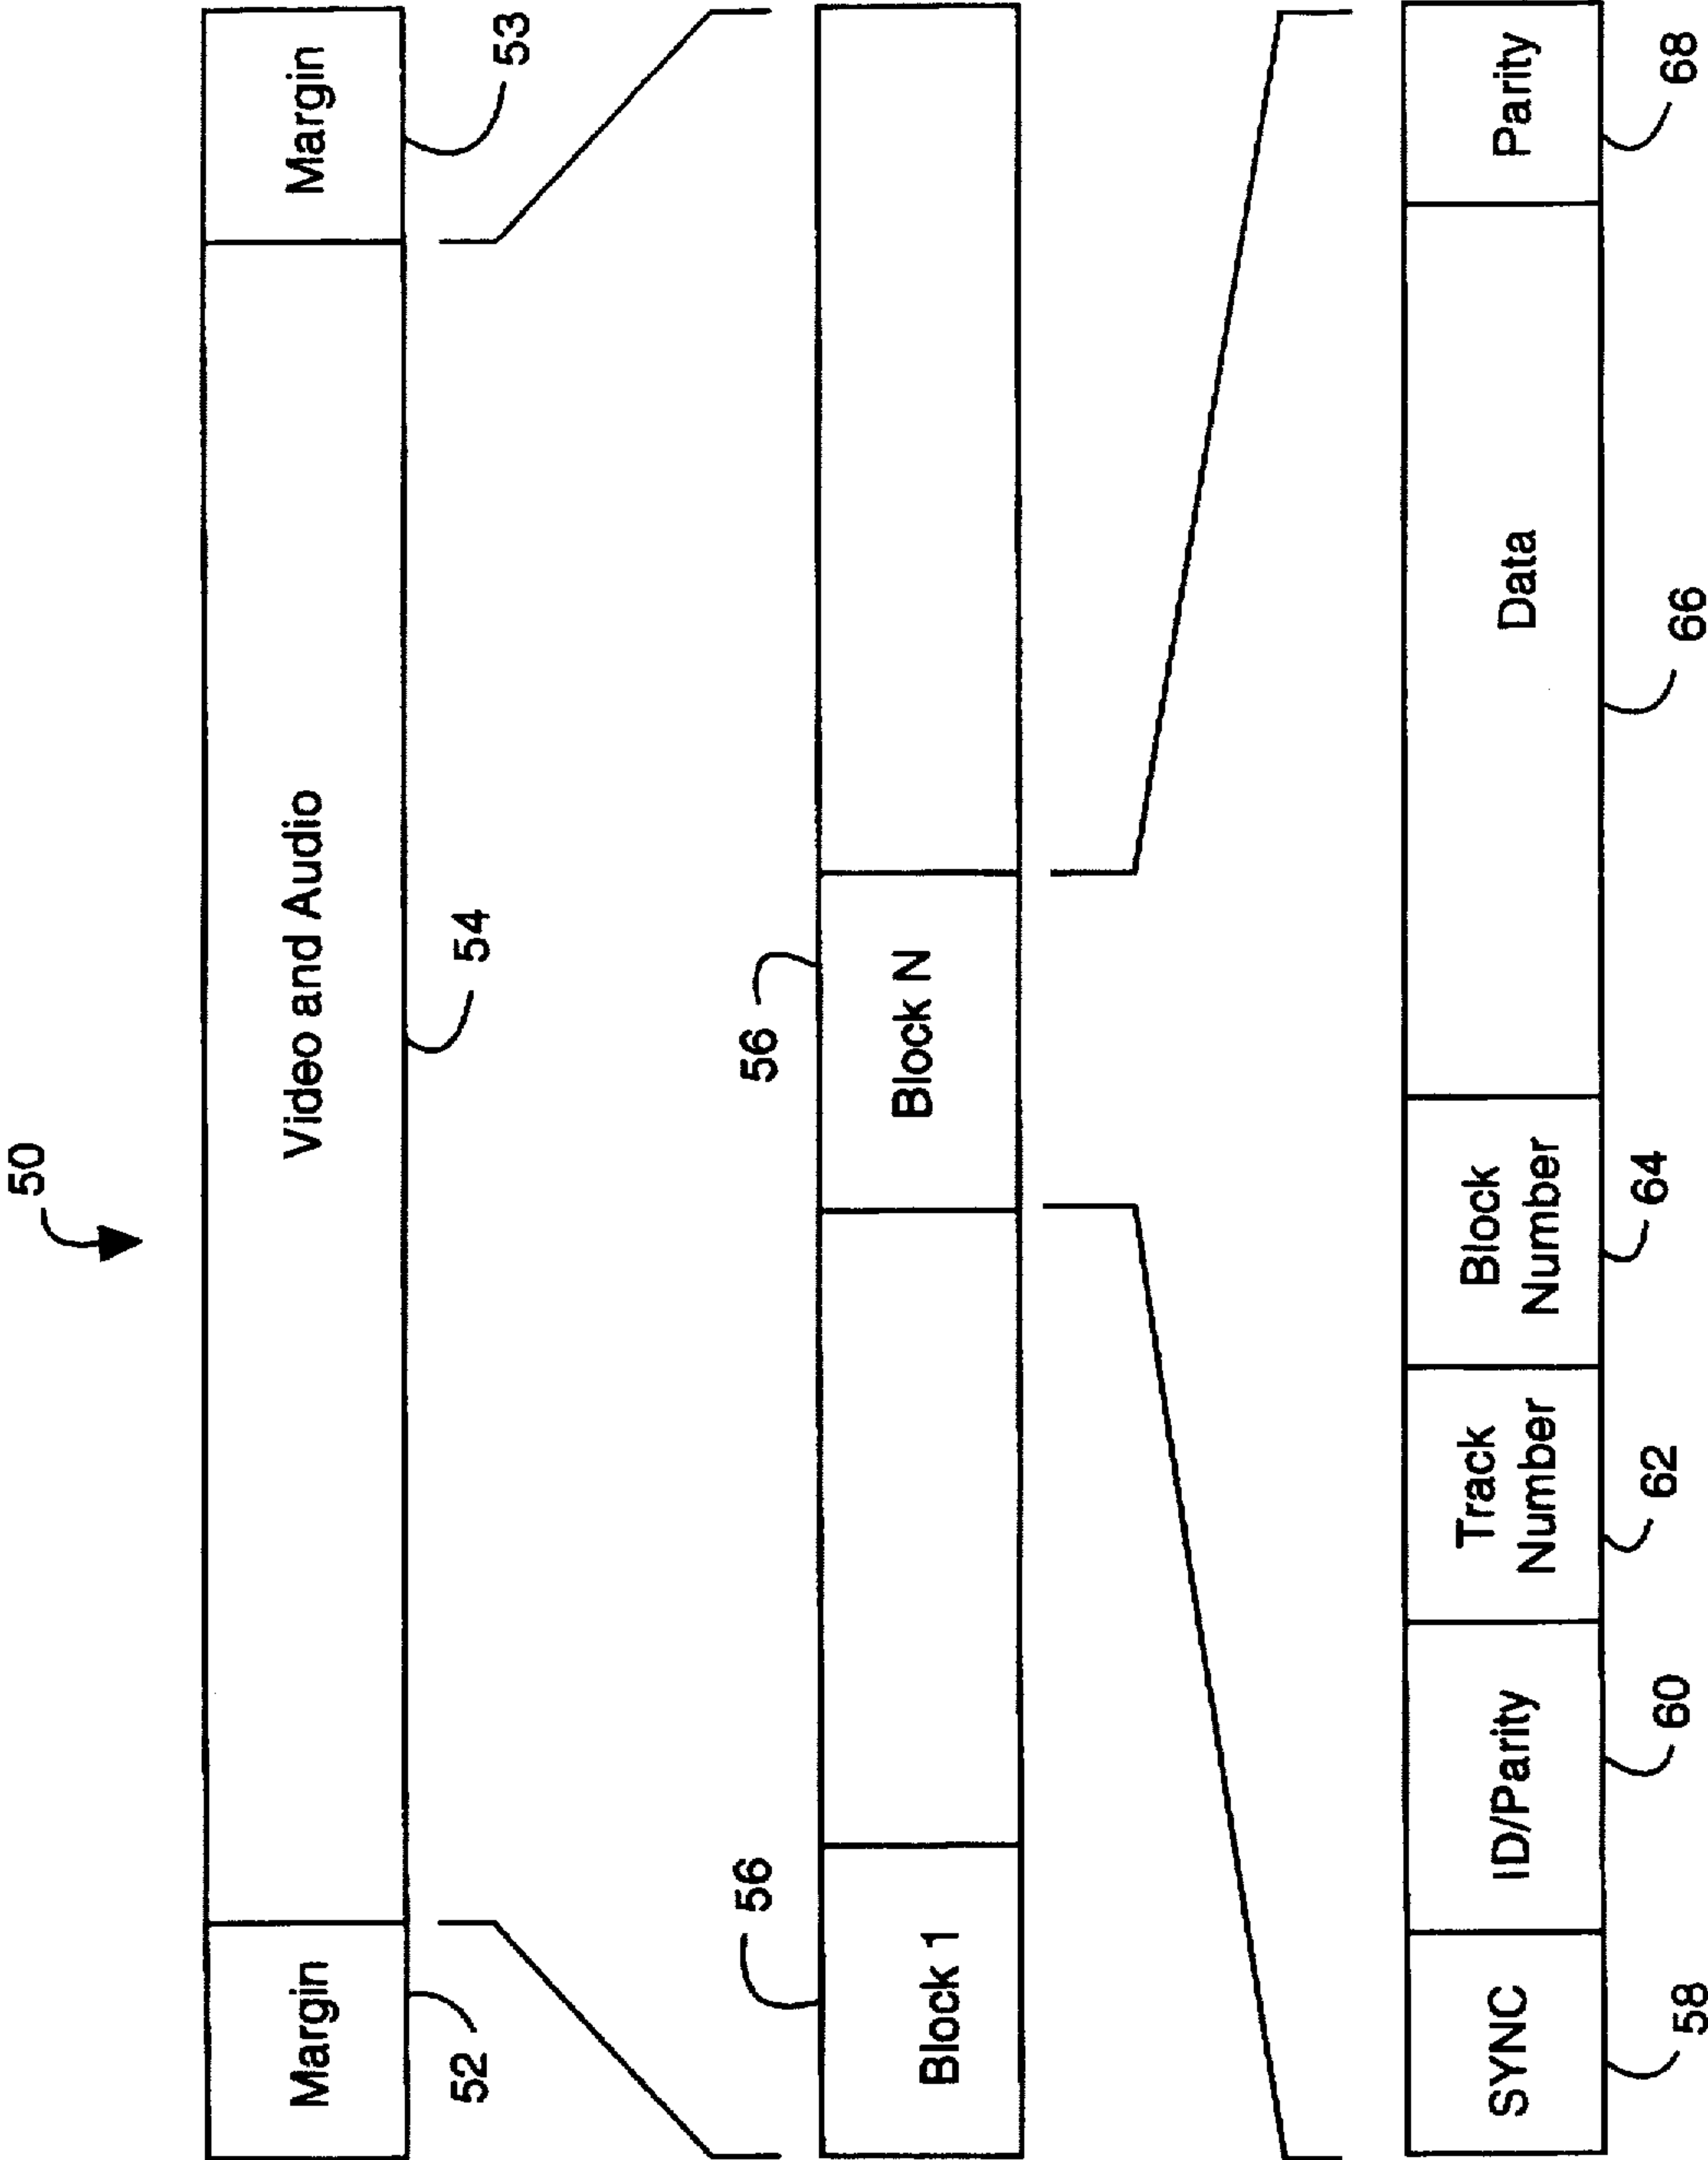 50
Margin
Video and Audio
Margin
52
54
53
56
56
Block 1
Block N
SYNC
ID/Parity
Track
Number
Block
Number
Data
Parity
58
60
62
64
66
68